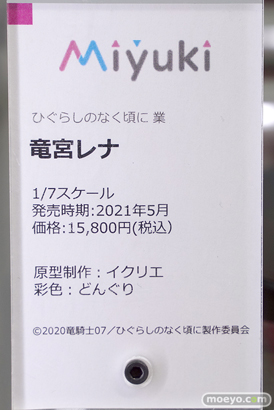 Miyuki
ひぐらしのなく頃に 業
竜宮レナ
1/7スケール
発売時期:2021年5月
価格:15,800円(税込)
原型制作：イクリエ
彩色：どんぐり
©2020竜騎士07／ひぐらしのなく頃に製作委員会
moeyo.com